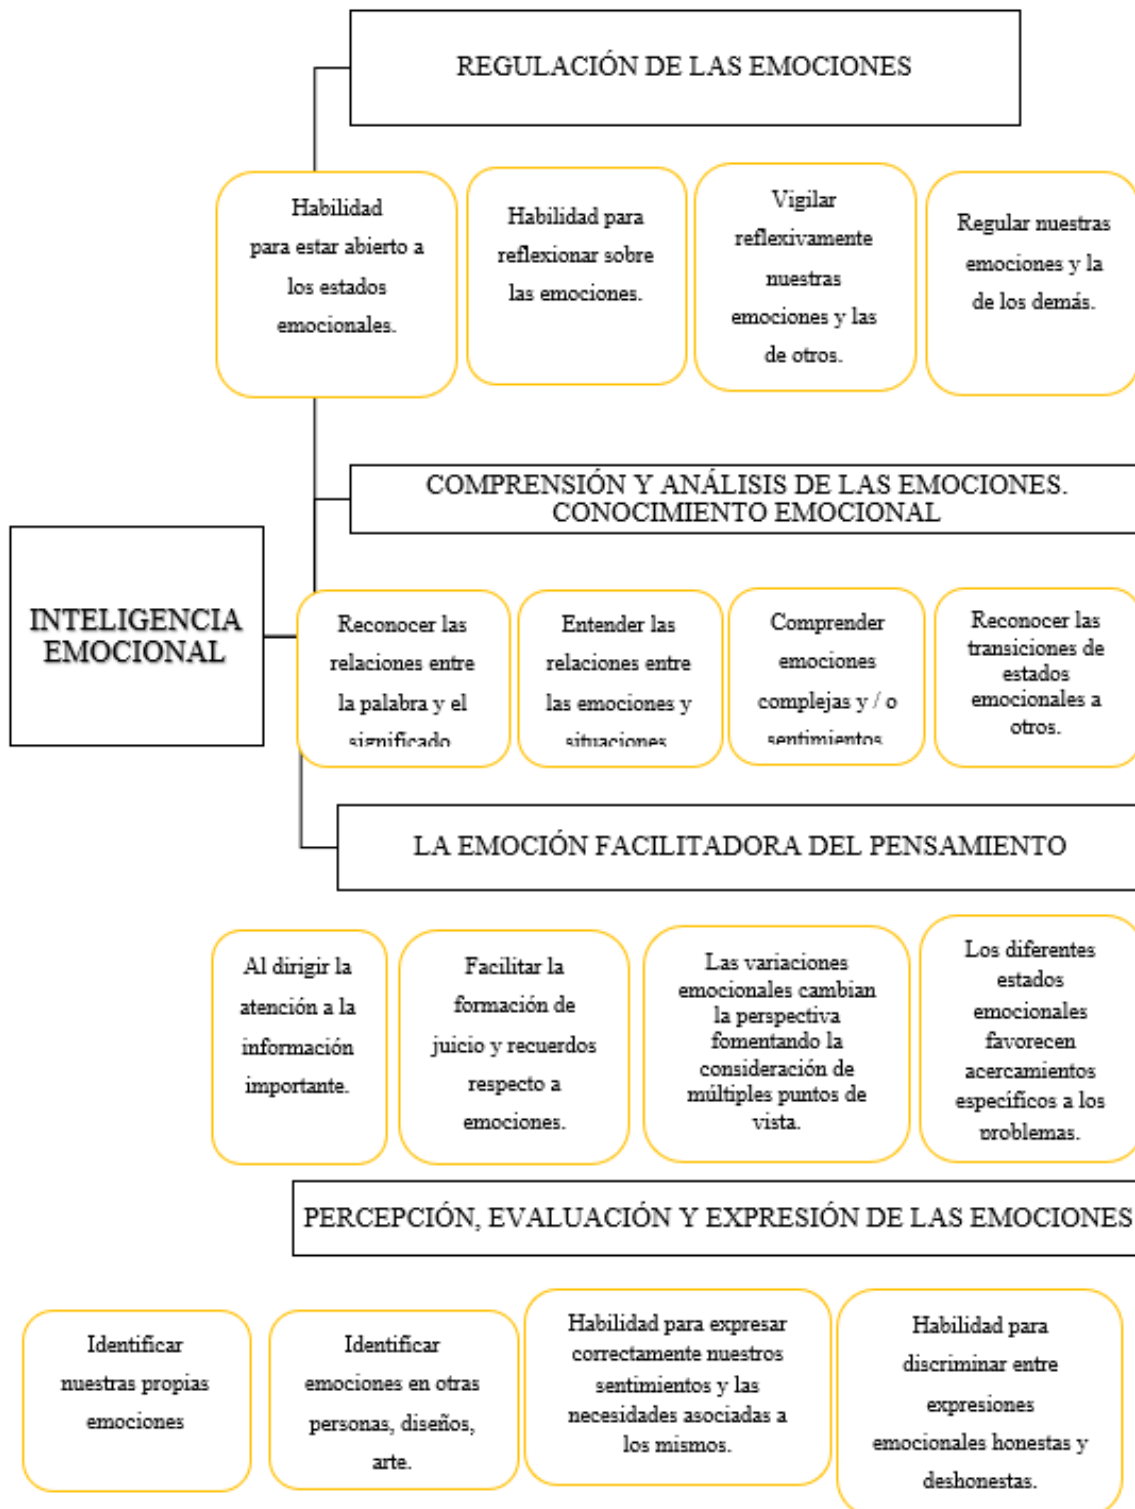 REGULACIÓN DE LAS EMOCIONES
Habilidad
para estar abierto a
los estados
emocionales.
Habilidad para
reflexionar sobre
las emociones.
Vigilar
reflexivamente
nuestras
emociones y las
de otros.
Regular nuestras
emociones y la
de los demás.
COMPRENSIÓN Y ANÁLISIS DE LAS EMOCIONES.
CONOCIMIENTO EMOCIONAL
INTELIGENCIA
EMOCIONAL
Reconocer las
relaciones entre
la palabra y el
significado
Entender las
relaciones entre
las emociones y
situaciones
Comprender
emociones
complejas y / o
sentimientos
Reconocer las
transiciones de
estados
emocionales a
otros.
LA EMOCIÓN FACILITADORA DEL PENSAMIENTO
Al dirigir la
atención a la
información
importante.
Facilitar la
formación de
juicio y recuerdos
respecto a
emociones.
Las variaciones
emocionales cambian
la perspectiva
fomentando la
consideración de
múltiples puntos de
vista.
Los diferentes
estados
emocionales
favorecen
acercamientos
específicos a los
problemas.
PERCEPCIÓN, EVALUACIÓN Y EXPRESIÓN DE LAS EMOCIONES
Identificar
nuestras propias
emociones
Identificar
emociones en otras
personas, diseños,
arte.
Habilidad para expresar
correctamente nuestros
sentimientos y las
necesidades asociadas a
los mismos.
Habilidad para
discriminar entre
expresiones
emocionales honestas y
deshonestas.